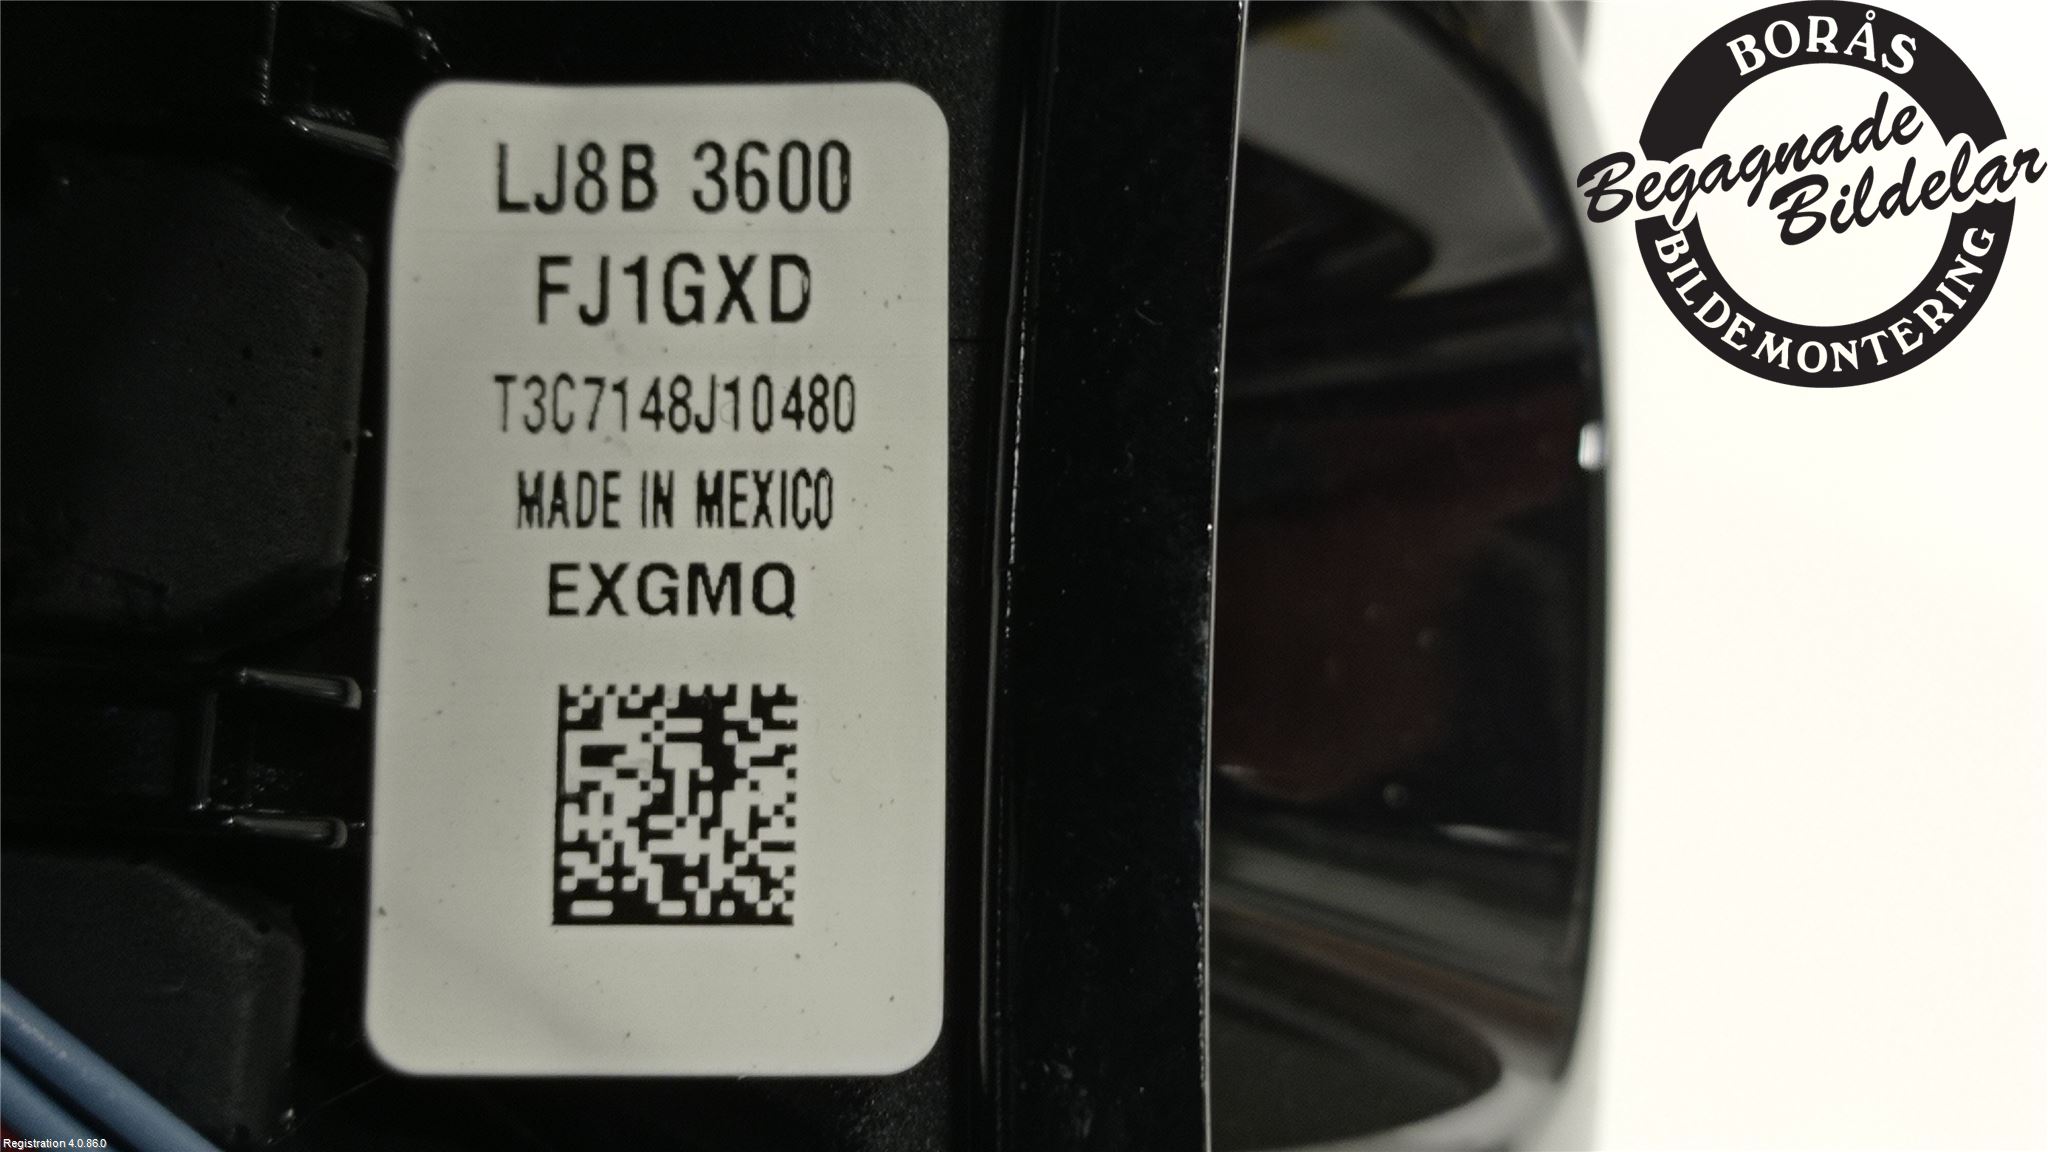 LJ8B 3600
FJ1GXD
T3C7148J10480
MADE IN MEXICO
EXGMQ
BORÅS
Begagnade
Bildelar
BILDEMONTERING
Registration 4.0.86.0